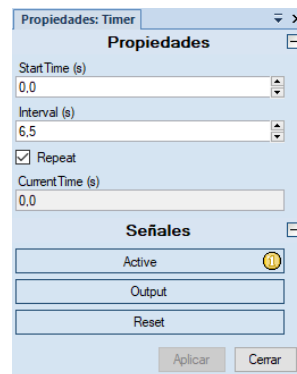 Propiedades: Timer
Propiedades
StartTime (s)
0,0
Interval (s)
6,5
Repeat
CurrentTime (s)
0,0
Señales
Active 1
Output
Reset
Aplicar Cerrar